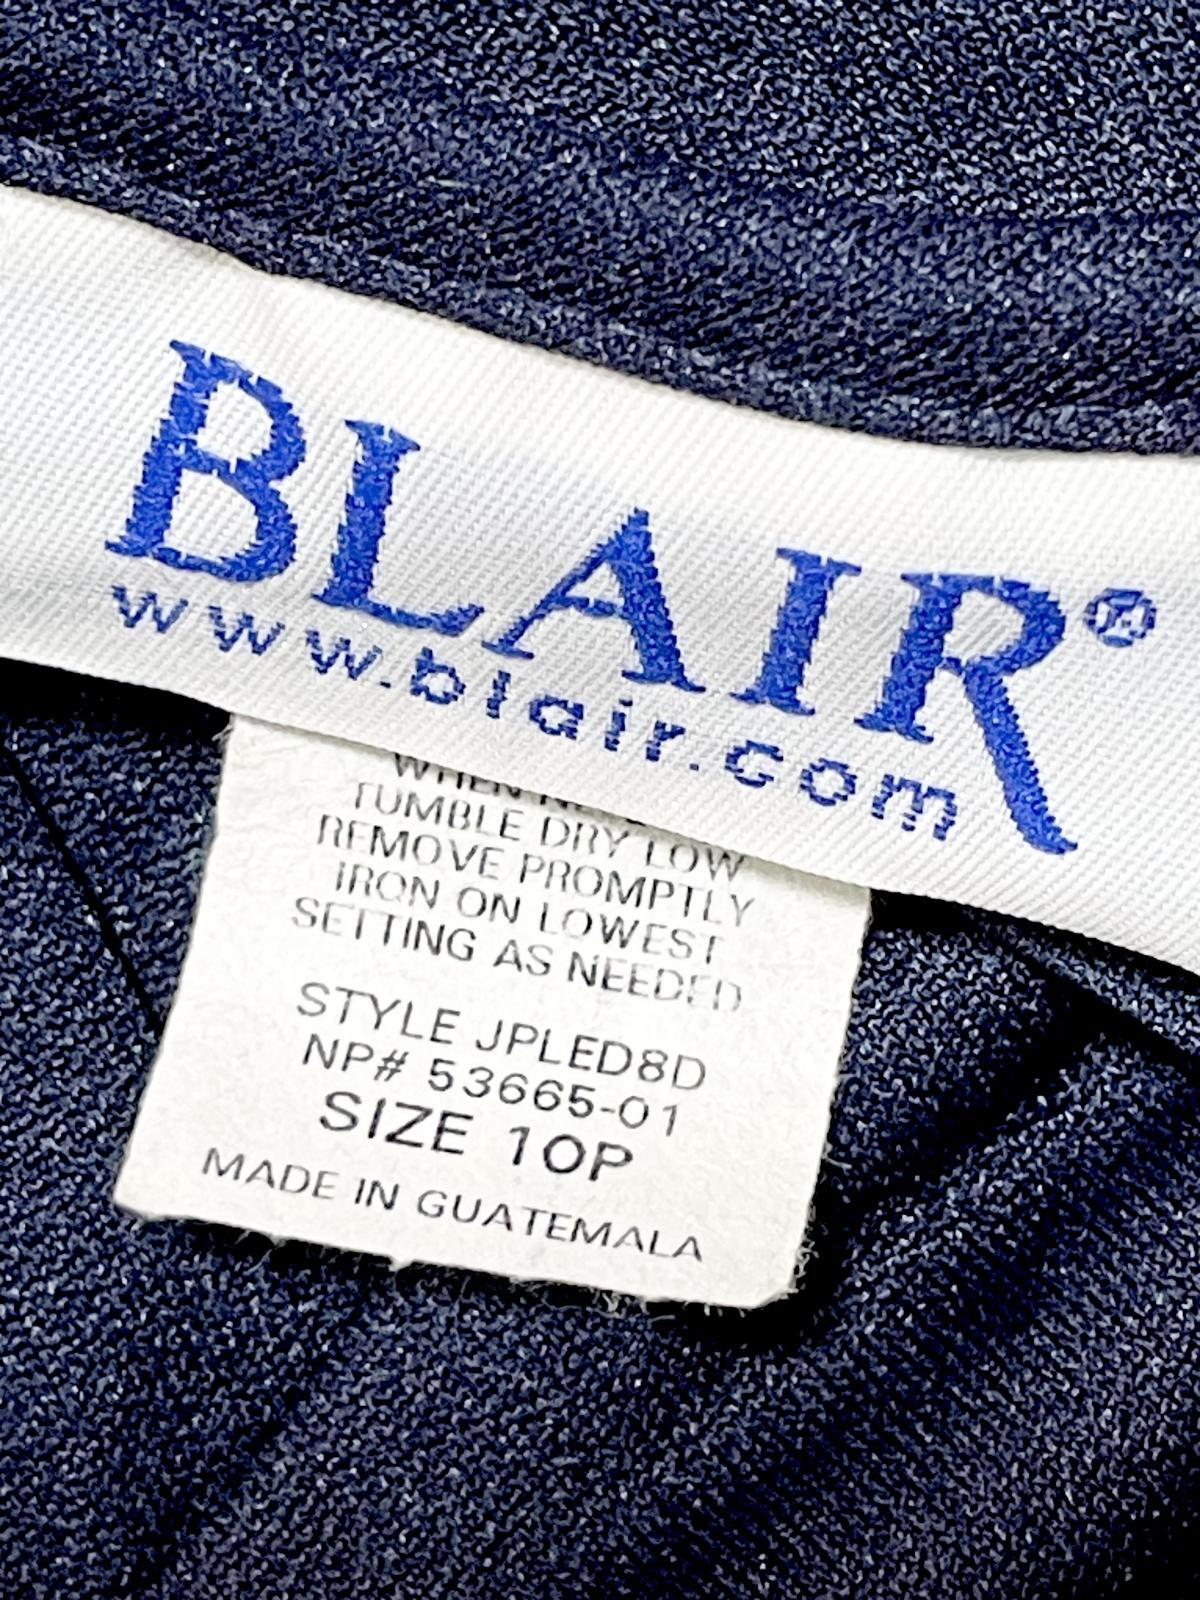 BLAIR®
www.blair.com
WHEN
TUMBLE DRY LOW
REMOVE PROMPTLY
IRON ON LOWEST
SETTING AS NEEDED
STYLE JPLED8D
NP# 53665-01
SIZE 10P
MADE IN GUATEMALA